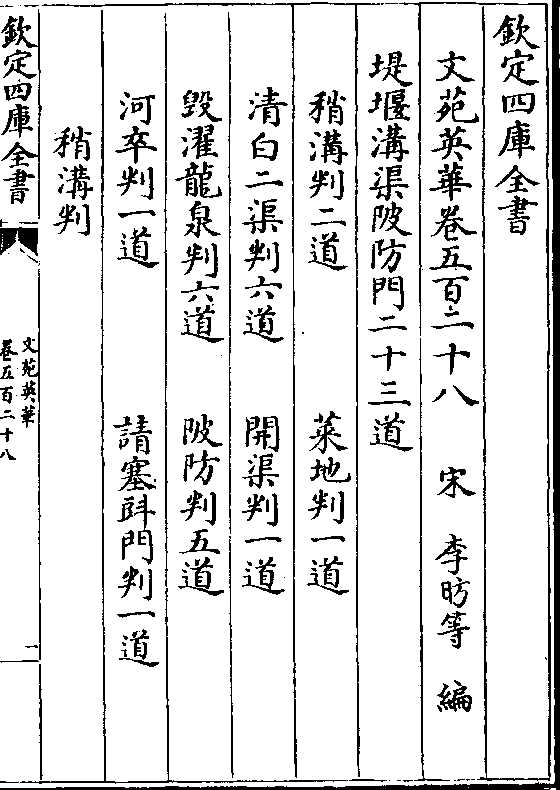 欽定四庫全書
文苑英華卷五百二十八 宋 李昉等 編
堤堰溝渠陂防門二十三道
稍溝判二道 萊地判一道
清白二渠判六道 開渠判一道
毀濯龍泉判六道 陂防判五道
河卒判一道 請塞㪷門判一道
稍溝判
欽定四庫全書
文苑英華
卷五百二十八
一